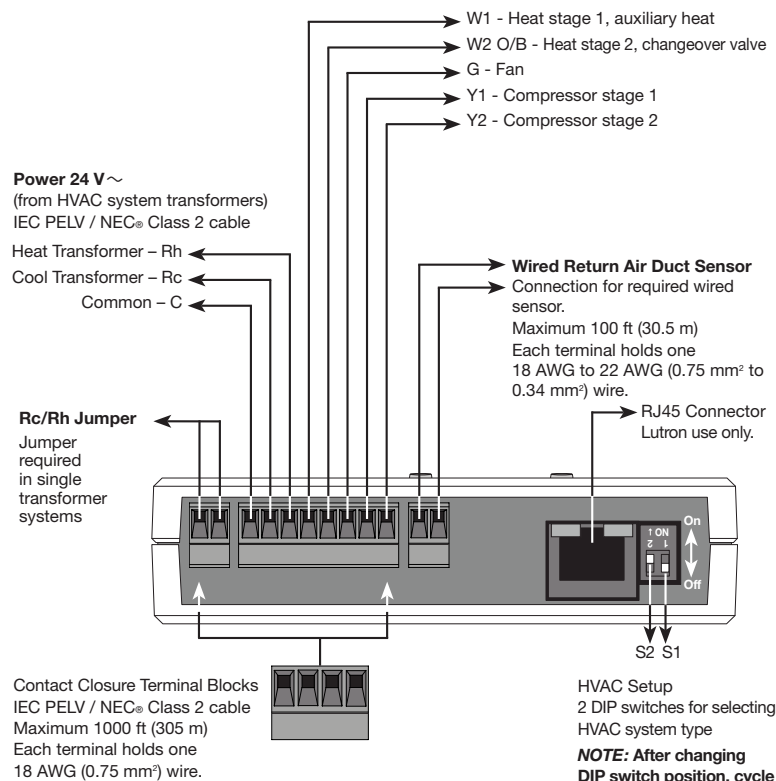 W1 - Heat stage 1, auxiliary heat
W2 O/B - Heat stage 2, changeover valve
G - Fan
Y1 - Compressor stage 1
Y2 - Compressor stage 2
Power 24 V~
(from HVAC system transformers)
IEC PELV / NEC® Class 2 cable
Heat Transformer – Rh
Cool Transformer – Rc
Common – C
Wired Return Air Duct Sensor
Connection for required wired
sensor.
Maximum 100 ft (30.5 m)
Each terminal holds one
18 AWG to 22 AWG (0.75 mm² to
0.34 mm²) wire.
RJ45 Connector
Lutron use only.
Rc/Rh Jumper
Jumper
required
in single
transformer
systems
On
↑ ON
2 1
Off
S2 S1
Contact Closure Terminal Blocks
IEC PELV / NEC® Class 2 cable
Maximum 1000 ft (305 m)
Each terminal holds one
18 AWG (0.75 mm²) wire.
HVAC Setup
2 DIP switches for selecting
HVAC system type
NOTE: After changing
DIP switch position, cycle